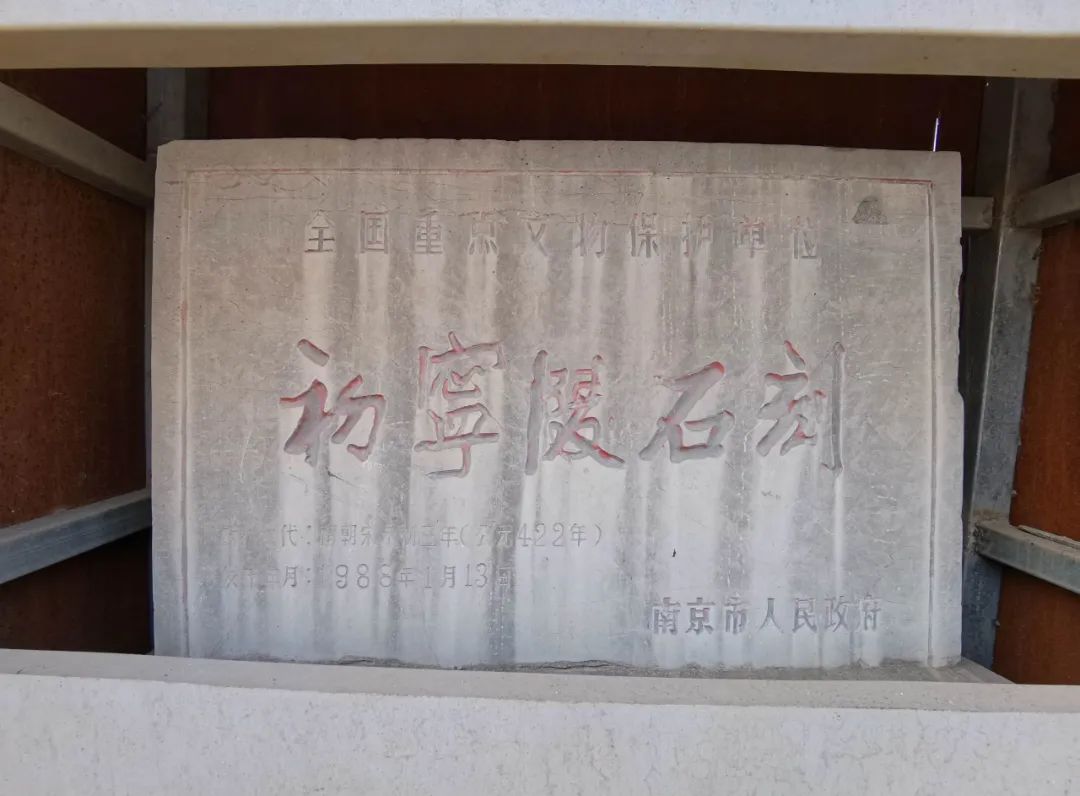 全国重点文物保护单位
初寧陵石刻
代：南朝宋永初三年（公元422年）
年月：1988年1月13日
南京市人民政府